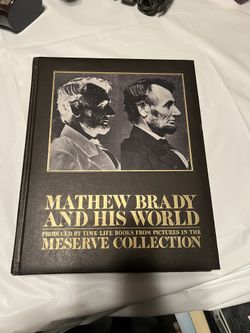 MATHEW BRADY
AND HIS WORLD
PRODUCED BY TIME-LIFE BOOKS FROM PICTURES IN THE
MESERVE COLLECTION